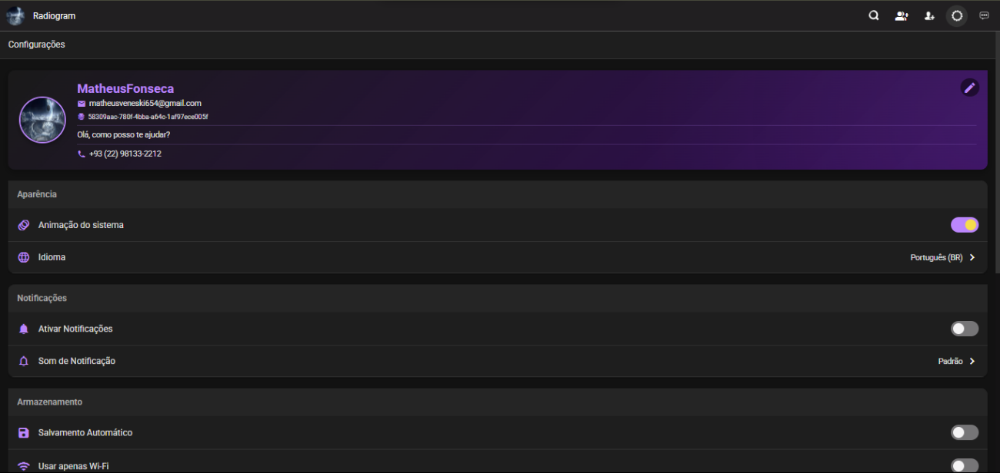 Radiogram
Configurações
MatheusFonseca
matheusveneski654@gmail.com
58309aac-780f-4bba-a64c-1af97ece005f
Olá, como posso te ajudar?
+93 (22) 98133-2212
Aparência
Animação do sistema
Idioma
Português (BR)
Notificações
Ativar Notificações
Som de Notificação
Padrão
Armazenamento
Salvamento Automático
Usar apenas Wi-Fi